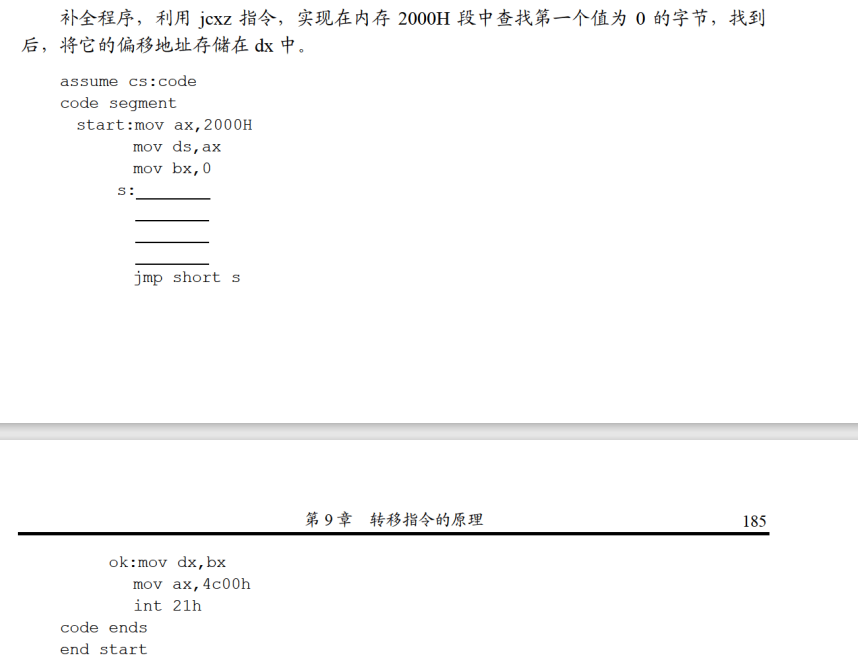 补全程序，利用 jcxz 指令，实现在内存 2000H 段中查找第一个值为 0 的字节，找到
后，将它的偏移地址存储在 dx 中。
assume cs:code
code segment
start:mov ax,2000H
mov ds,ax
mov bx,0
s:________
________
________
________
jmp short s
第 9 章 转移指令的原理 185
ok:mov dx,bx
mov ax,4c00h
int 21h
code ends
end start